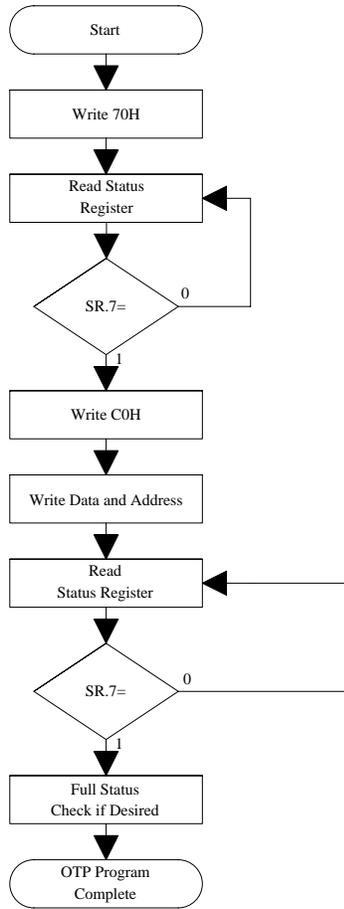 Start
Write 70H
Read Status
Register
0
SR.7=
1
Write C0H
Write Data and Address
Read
Status Register
0
SR.7=
1
Full Status
Check if Desired
OTP Program
Complete